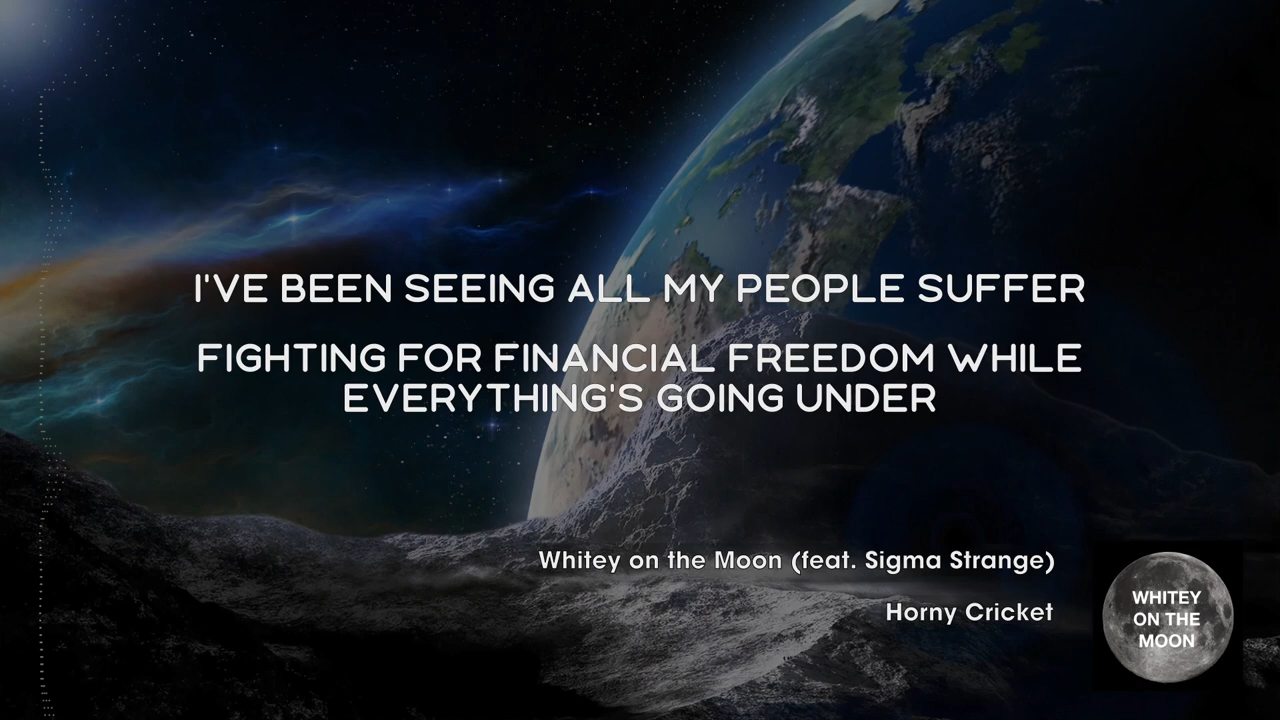 I'VE BEEN SEEING ALL MY PEOPLE SUFFER
FIGHTING FOR FINANCIAL FREEDOM WHILE
EVERYTHING'S GOING UNDER
Whitey on the Moon (feat. Sigma Strange)
Horny Cricket
WHITEY
ON THE
MOON